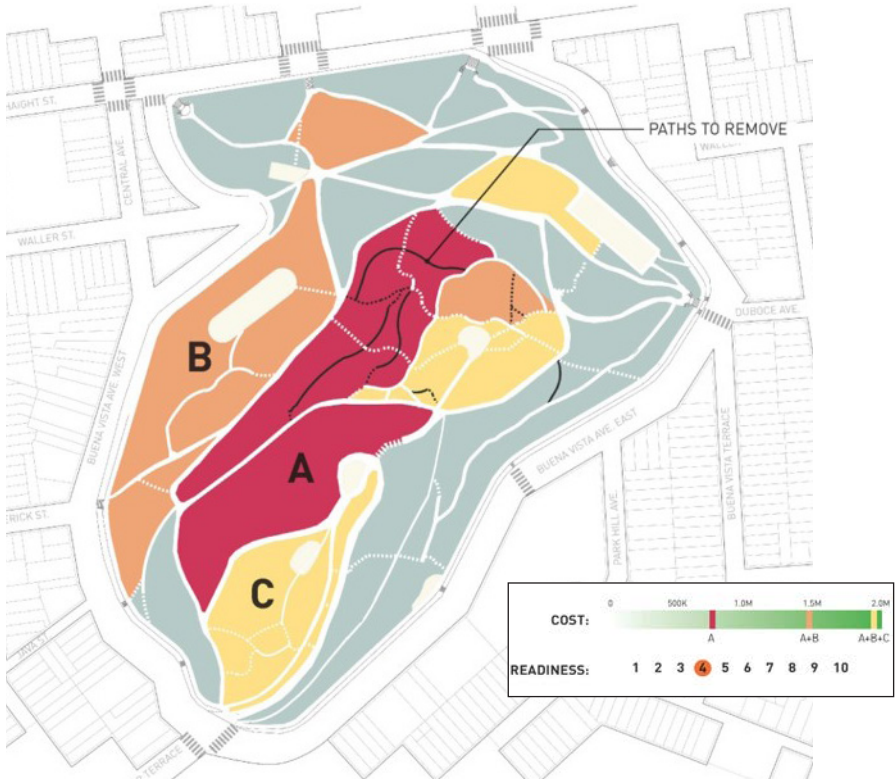 HAIGHT ST.
CENTRAL AVE.
WALLER ST.
PATHS TO REMOVE
WALLER
DUBOCE AVE.
B
BUENA VISTA AVE. WEST
A
BUENA VISTA AVE. EAST
BUENA VISTA TERRACE
PARK HILL AVE
ERICK ST.
C
JAVA ST.
TERRACE
COST:
0 500K 1.0M 1.5M 2.0M
A A+B A+B+C
READINESS: 1 2 3 4 5 6 7 8 9 10